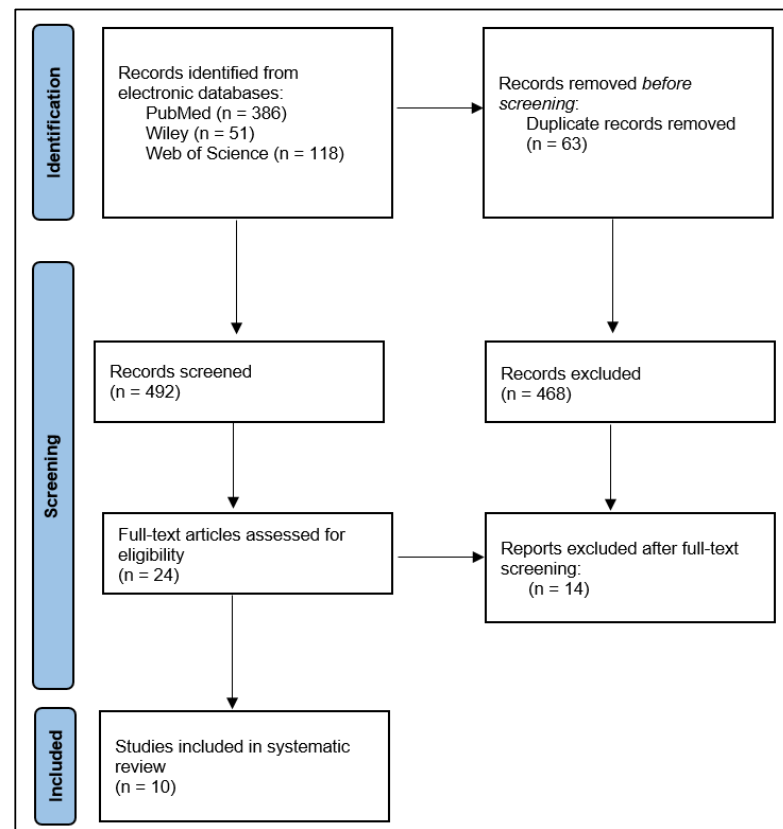 Identification
Records identified from
electronic databases:
PubMed (n = 386)
Wiley (n = 51)
Web of Science (n = 118)
Records removed before
screening:
Duplicate records removed
(n = 63)
Screening
Records screened
(n = 492)
Records excluded
(n = 468)
Full-text articles assessed for
eligibility
(n = 24)
Reports excluded after full-text
screening:
(n = 14)
Included
Studies included in systematic
review
(n = 10)